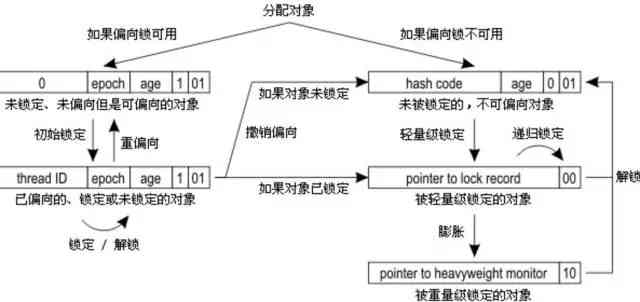 分配对象
如果偏向锁可用
如果偏向锁不可用
0 epoch age 1 01
hash code age 0 01
未锁定、未偏向但是可偏向的对象
如果对象未锁定
未被锁定的，不可偏向对象
初始锁定
重偏向
撤销偏向
轻量级锁定
递归锁定
thread ID epoch age 1 01
如果对象已锁定
pointer to lock record 00
解锁
已偏向的、锁定或未锁定的对象
被轻量级锁定的对象
锁定 / 解锁
膨胀
pointer to heavyweight monitor 10
被重量级锁定的对象